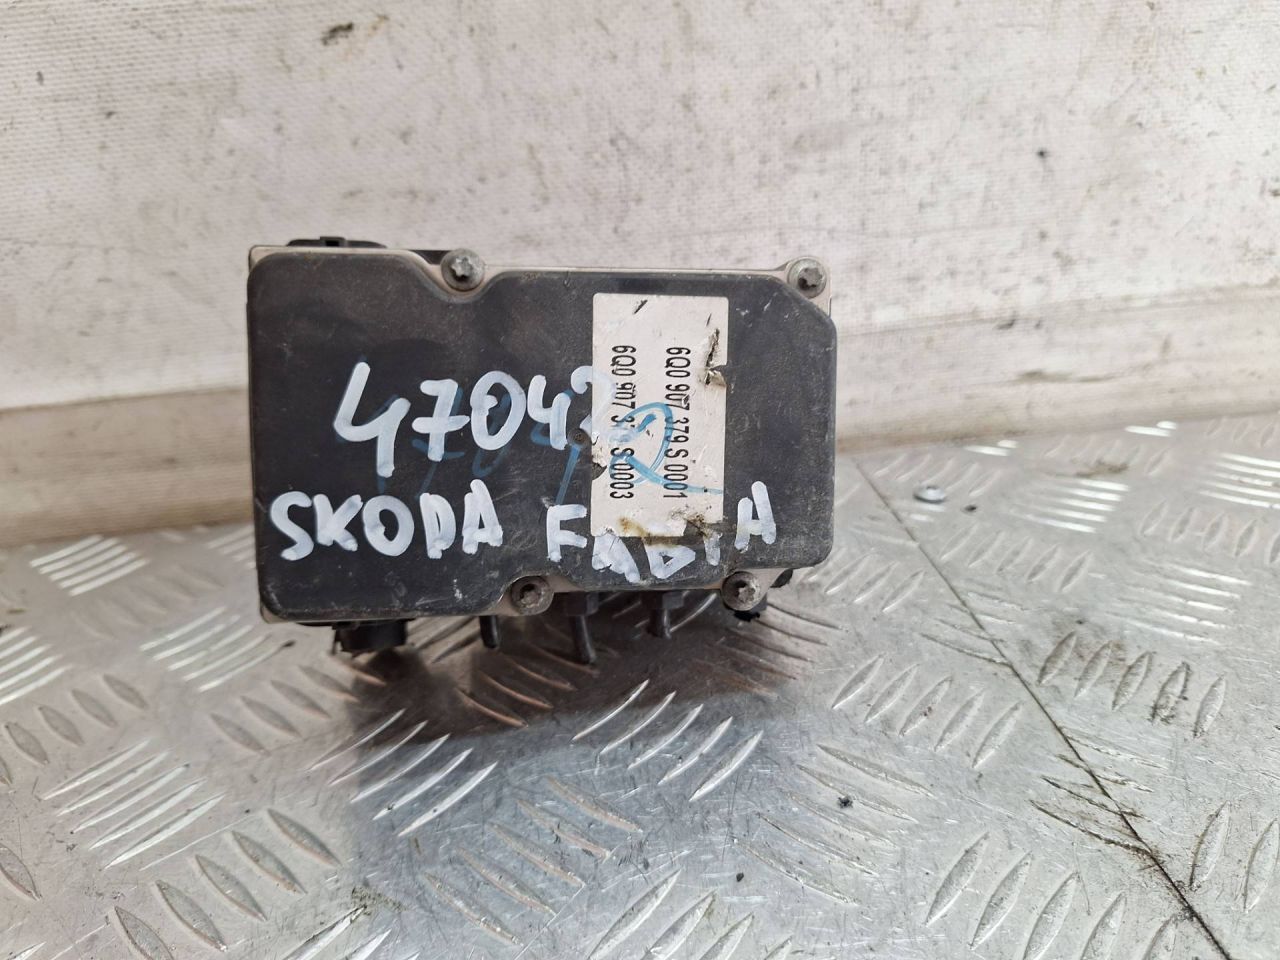 47042
SKODA FABIA
6Q0 907 379 S 0001
6Q0 907 379 S 0003